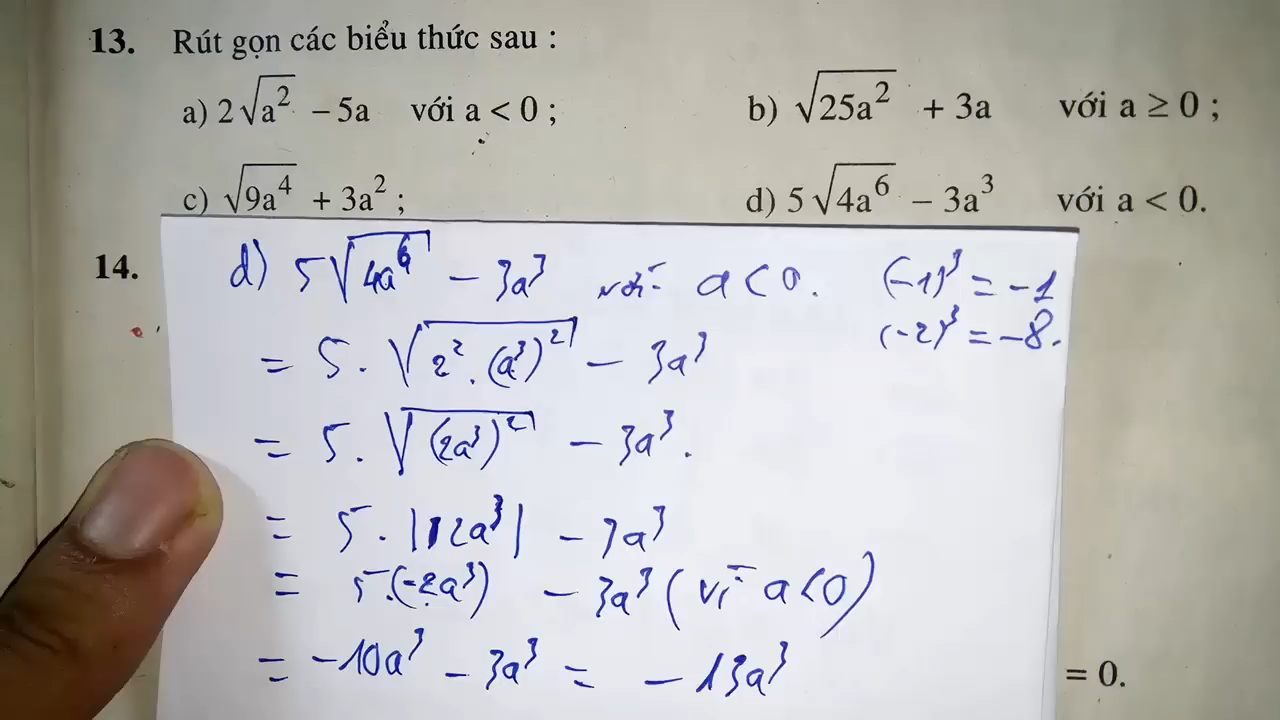 13. Rút gọn các biểu thức sau :
a) 2√a² – 5a với a < 0 ; b) √25a² + 3a với a ≥ 0 ;
c) √9a⁴ + 3a² ; d) 5√4a⁶ – 3a³ với a < 0.
14.
d) 5√4a⁶ – 3a³ với a < 0. (-1)³ = -1
(-2)³ = -8.
= 5 . √2² . (a³)² – 3a³
= 5 . √(2a³)² – 3a³.
= 5 . |2a³| – 3a³
= 5.(-2a³) – 3a³ (vì a < 0)
= -10a³ – 3a³ = -13a³
= 0.